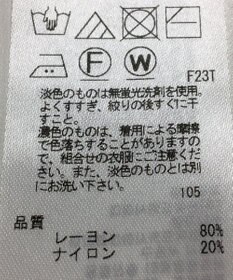 F
W
F23T
淡色のものは無蛍光洗剤を使用。
よくすすぎ、絞りの後すぐに干
すこと。
濃色のものは、着用による摩擦
で色落ちすることがありますの
で、組合せの衣服にご注意くださ
い。また、淡色のものとは別
にお洗い下さい。
105
品質
レーヨン 80%
ナイロン 20%